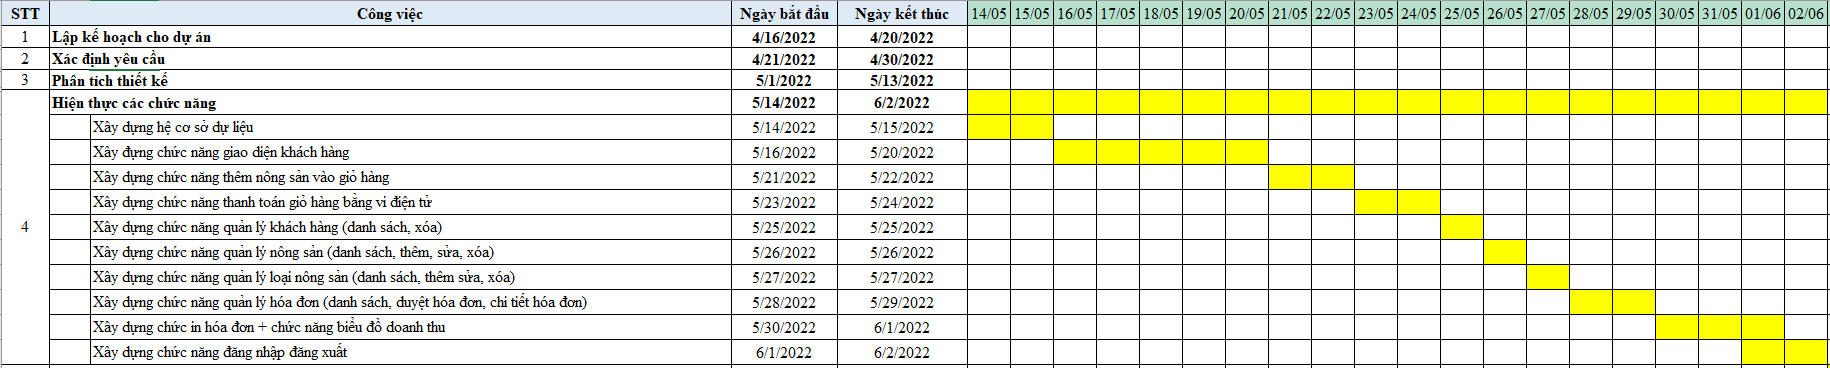 STT Công việc Ngày bắt đầu Ngày kết thúc 14/05 15/05 16/05 17/05 18/05 19/05 20/05 21/05 22/05 23/05 24/05 25/05 26/05 27/05 28/05 29/05 30/05 31/05 01/06 02/06
1 Lập kế hoạch cho dự án 4/16/2022 4/20/2022
2 Xác định yêu cầu 4/21/2022 4/30/2022
3 Phân tích thiết kế 5/1/2022 5/13/2022
4 Hiện thực các chức năng 5/14/2022 6/2/2022
Xây dựng hệ cơ sở dự liệu 5/14/2022 5/15/2022
Xây dựng chức năng giao diện khách hàng 5/16/2022 5/20/2022
Xây dựng chức năng thêm nông sản vào giỏ hàng 5/21/2022 5/22/2022
Xây dựng chức năng thanh toán giỏ hàng bằng ví điện tử 5/23/2022 5/24/2022
Xây dựng chức năng quản lý khách hàng (danh sách, xóa) 5/25/2022 5/25/2022
Xây dựng chức năng quản lý nông sản (danh sách, thêm, sửa, xóa) 5/26/2022 5/26/2022
Xây dựng chức năng quản lý loại nông sản (danh sách, thêm sửa, xóa) 5/27/2022 5/27/2022
Xây dựng chức năng quản lý hóa đơn (danh sách, duyệt hóa đơn, chi tiết hóa đơn) 5/28/2022 5/29/2022
Xây dựng chức in hóa đơn + chức năng biểu đồ doanh thu 5/30/2022 6/1/2022
Xây dựng chức năng đăng nhập đăng xuất 6/1/2022 6/2/2022